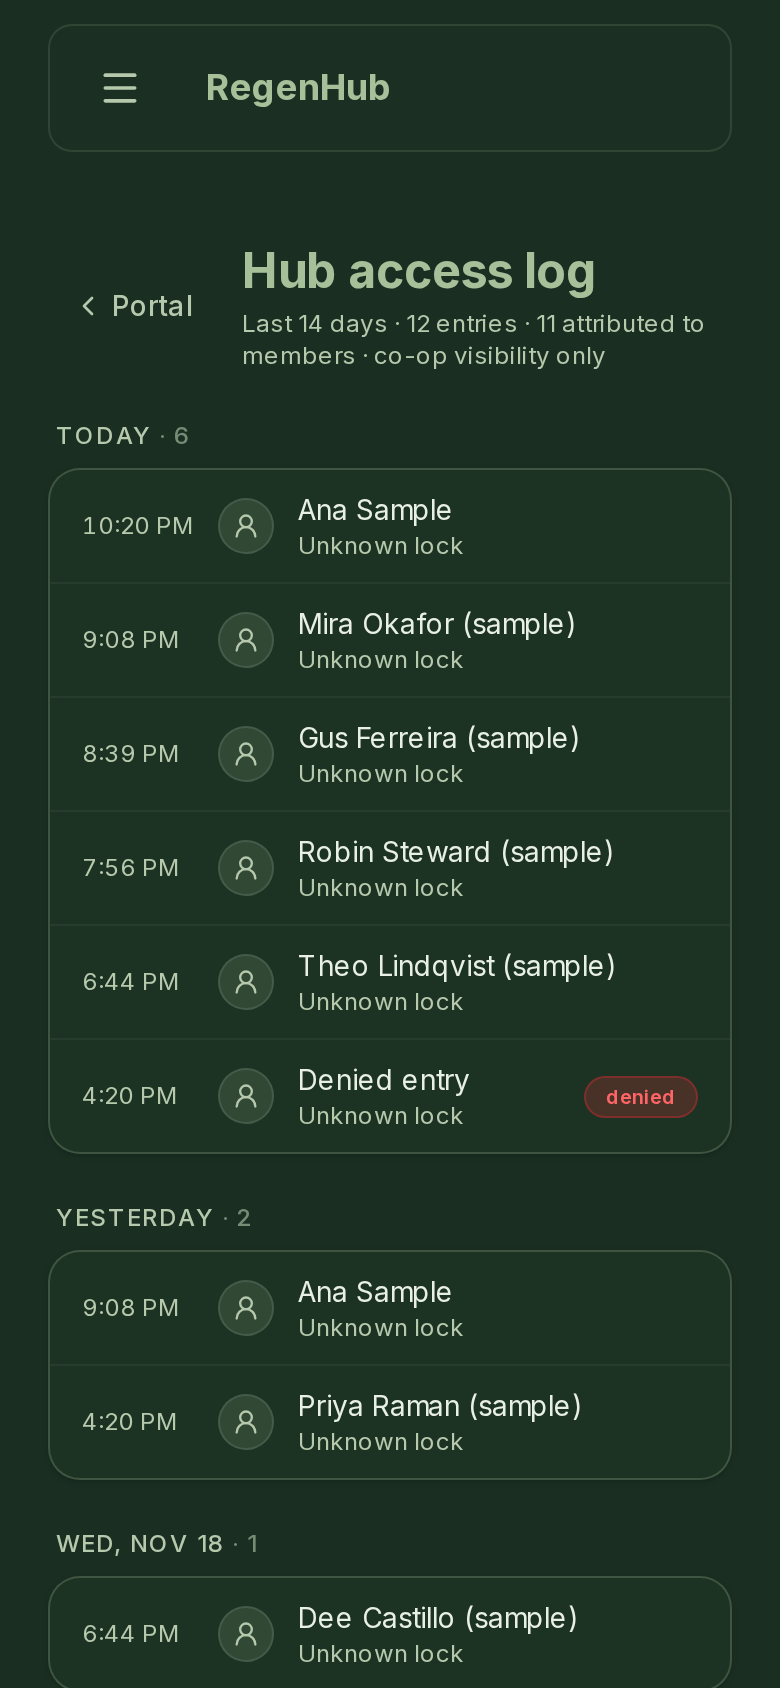 RegenHub
Portal
Hub access log
Last 14 days · 12 entries · 11 attributed to
members · co-op visibility only
TODAY · 6
10:20 PM
Ana Sample
Unknown lock
9:08 PM
Mira Okafor (sample)
Unknown lock
8:39 PM
Gus Ferreira (sample)
Unknown lock
7:56 PM
Robin Steward (sample)
Unknown lock
6:44 PM
Theo Lindqvist (sample)
Unknown lock
4:20 PM
Denied entry
Unknown lock
denied
YESTERDAY · 2
9:08 PM
Ana Sample
Unknown lock
4:20 PM
Priya Raman (sample)
Unknown lock
WED, NOV 18 · 1
6:44 PM
Dee Castillo (sample)
Unknown lock